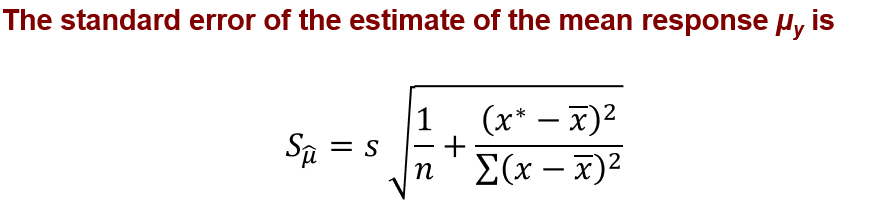 The standard error of the estimate of the mean response μy is
Sμ̂ = s √(1/n + (x* − x̅)²/∑(x − x̅)²)